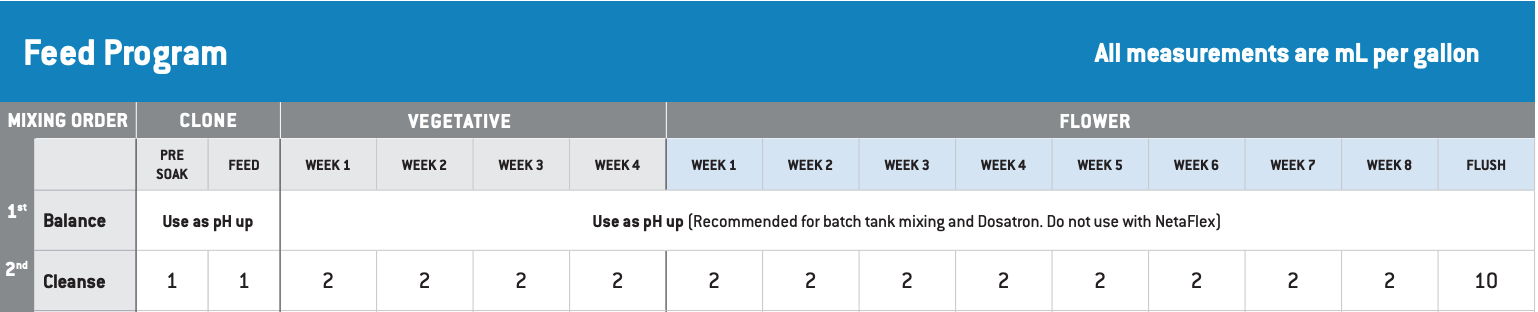 Feed Program
All measurements are mL per gallon
MIXING ORDER CLONE VEGETATIVE FLOWER
PRE SOAK FEED WEEK 1 WEEK 2 WEEK 3 WEEK 4 WEEK 1 WEEK 2 WEEK 3 WEEK 4 WEEK 5 WEEK 6 WEEK 7 WEEK 8 FLUSH
1st Balance Use as pH up Use as pH up (Recommended for batch tank mixing and Dosatron. Do not use with NetaFlex)
2nd Cleanse 1 1 2 2 2 2 2 2 2 2 2 2 2 2 10